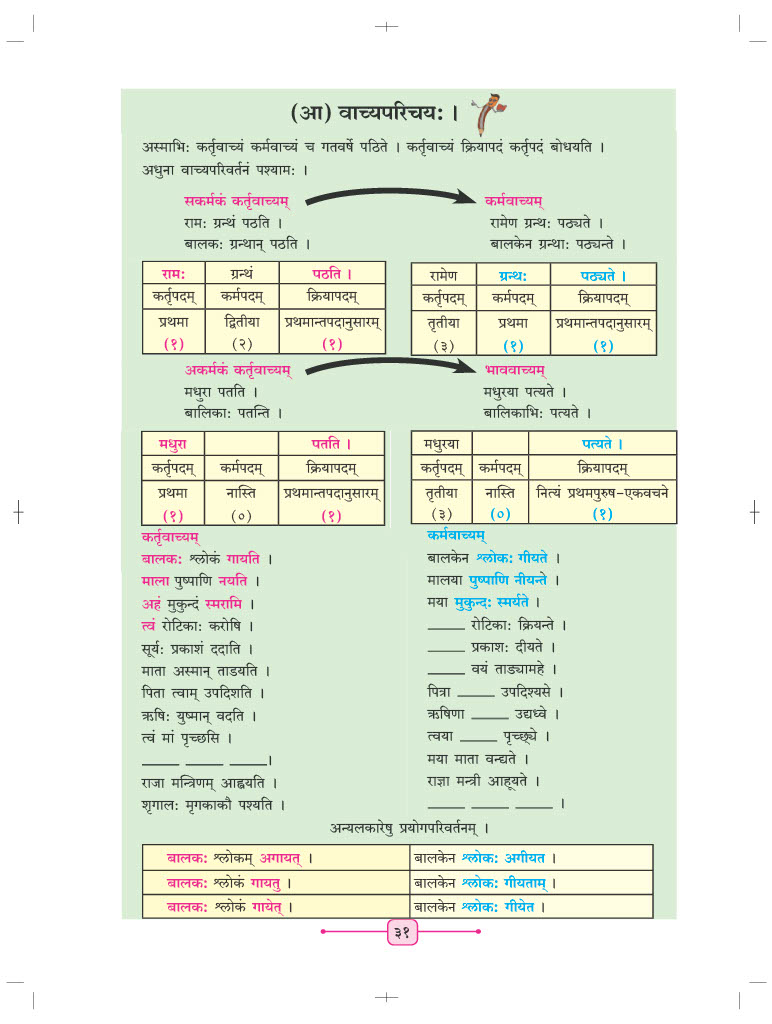 (आ) वाच्यपरिचय: ।
अस्माभि: कर्तृवाच्यं कर्मवाच्यं च गतवर्षे पठिते । कर्तृवाच्यं क्रियापदं कर्तृपदं बोधयति ।
अधुना वाच्यपरिवर्तनं पश्याम: ।
सकर्मकं कर्तृवाच्यम्
राम: ग्रन्थं पठति ।
बालक: ग्रन्थान् पठति ।
कर्मवाच्यम्
रामेण ग्रन्थ: पठ्यते ।
बालकेन ग्रन्था: पठ्यन्ते ।
राम: ग्रन्थं पठति ।
कर्तृपदम् कर्मपदम् क्रियापदम्
प्रथमा द्वितीया प्रथमान्तपदानुसारम्
(१) (२) (१)
रामेण ग्रन्थ: पठ्यते ।
कर्तृपदम् कर्मपदम् क्रियापदम्
तृतीया प्रथमा प्रथमान्तपदानुसारम्
(३) (१) (१)
अकर्मकं कर्तृवाच्यम्
मधुरा पतति ।
बालिका: पतन्ति ।
भाववाच्यम्
मधुरया पत्यते ।
बालिकाभि: पत्यते ।
मधुरा पतति ।
कर्तृपदम् कर्मपदम् क्रियापदम्
प्रथमा नास्ति प्रथमान्तपदानुसारम्
(१) (०) (१)
मधुरया पत्यते ।
कर्तृपदम् कर्मपदम् क्रियापदम्
तृतीया नास्ति नित्यं प्रथमपुरुष-एकवचने
(३) (०) (१)
कर्तृवाच्यम्
बालक: श्लोकं गायति ।
माला पुष्पाणि नयति ।
अहं मुकुन्दं स्मरामि ।
त्वं रोटिका: करोषि ।
सूर्य: प्रकाशं ददाति ।
माता अस्मान् ताडयति ।
पिता त्वाम् उपदिशति ।
ऋषि: युष्मान् वदति ।
त्वं मां पृच्छसि ।
_____ _____ _____।
राजा मन्त्रिणम् आह्वयति ।
शृगाल: मृगकाकौ पश्यति ।
कर्मवाच्यम्
बालकेन श्लोक: गीयते ।
मालया पुष्पाणि नीयन्ते ।
मया मुकुन्द: स्मर्यते ।
_____ रोटिका: क्रियन्ते ।
_____ प्रकाश: दीयते ।
_____ वयं ताड्यामहे ।
पित्रा _____ उपदिश्यसे ।
ऋषिणा _____ उद्यध्वे ।
त्वया _____ पृच्छ्ये ।
मया माता वन्द्यते ।
राज्ञा मन्त्री आहूयते ।
_____ _____ _____ ।
अन्यलकारेषु प्रयोगपरिवर्तनम् ।
बालक: श्लोकम् अगायत् । बालकेन श्लोक: अगीयत ।
बालक: श्लोकं गायतु । बालकेन श्लोक: गीयताम् ।
बालक: श्लोकं गायेत् । बालकेन श्लोक: गीयेत ।
३१